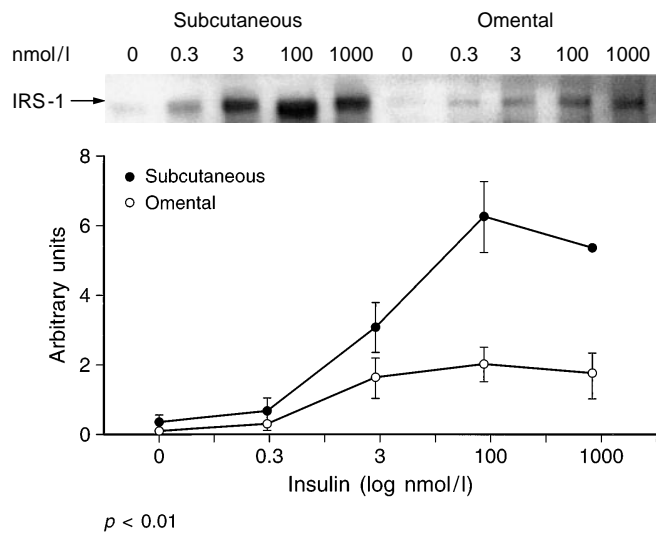 Subcutaneous Omental
nmol/l 0 0.3 3 100 1000 0 0.3 3 100 1000
IRS-1
8
Subcutaneous
Omental
6
4
2
0
Arbitrary units
0 0.3 3 100 1000
Insulin (log nmol/l)
p < 0.01